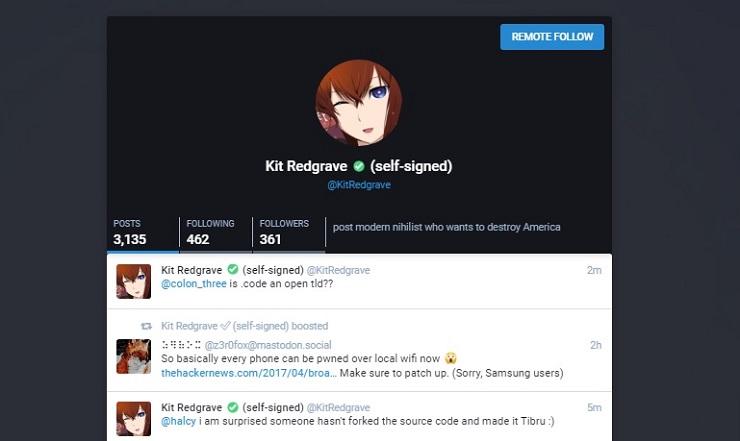 REMOTE FOLLOW
Kit Redgrave ✅ (self-signed)
@KitRedgrave
POSTS
3,135
FOLLOWING
462
FOLLOWERS
361
post modern nihilist who wants to destroy America
Kit Redgrave ✅ (self-signed) @KitRedgrave 2m
@colon_three is .code an open tld??
Kit Redgrave ✅ (self-signed) boosted
@z3r0fox@mastodon.social 2h
So basically every phone can be pwned over local wifi now 😱
thehackernews.com/2017/04/broa... Make sure to patch up. (Sorry, Samsung users)
Kit Redgrave ✅ (self-signed) @KitRedgrave 5m
@halcy i am surprised someone hasn't forked the source code and made it Tibru :)